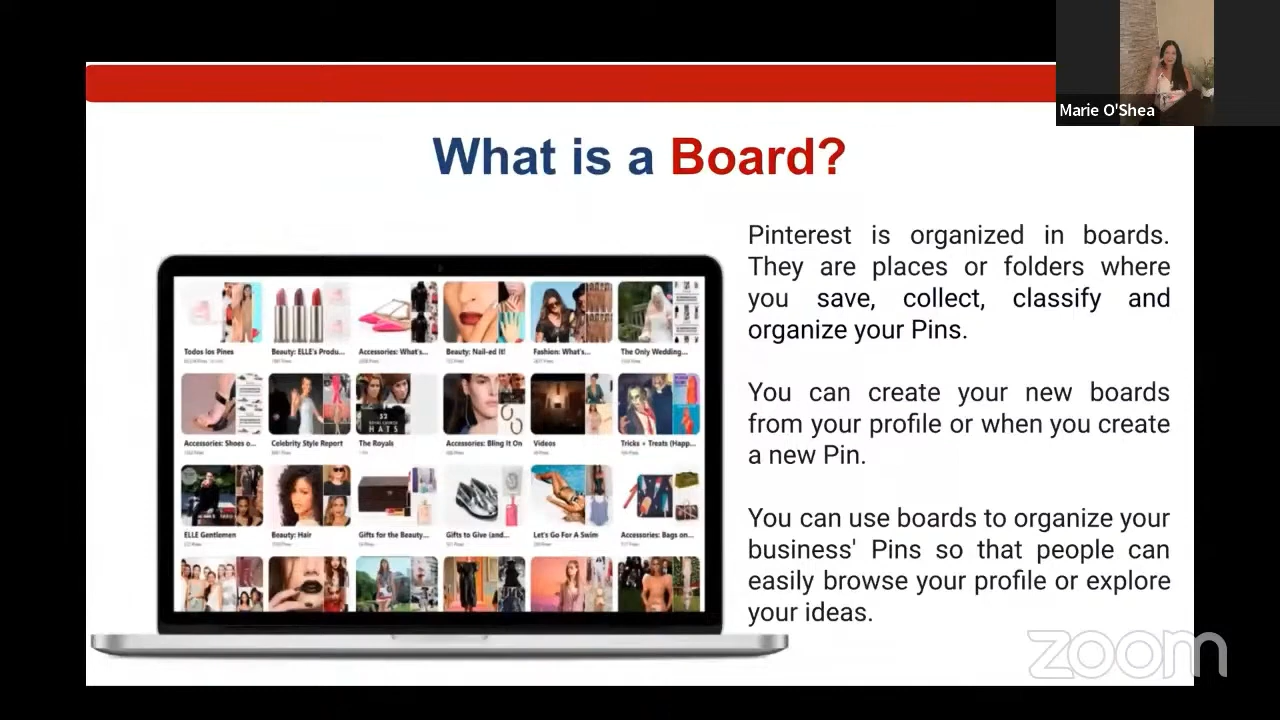 Marie O'Shea
What is a Board?
Pinterest is organized in boards.
They are places or folders where
you save, collect, classify and
organize your Pins.
You can create your new boards
from your profile or when you create
a new Pin.
You can use boards to organize your
business' Pins so that people can
easily browse your profile or explore
your ideas.
Todos los Pines
Beauty: ELLE's Produ...
Accessories: What's...
Beauty: Nail-ed It!
Fashion: What's...
The Only Wedding...
Accessories: Shoes o...
Celebrity Style Report
The Royals
Accessories: Bling It On
Videos
Tricks + Treats (Happ...
52
HATS
ELLE Gentlemen
Beauty: Hair
Gifts for the Beauty...
Gifts to Give (and...
Let's Go For A Swim
Accessories: Bags on...
zoom